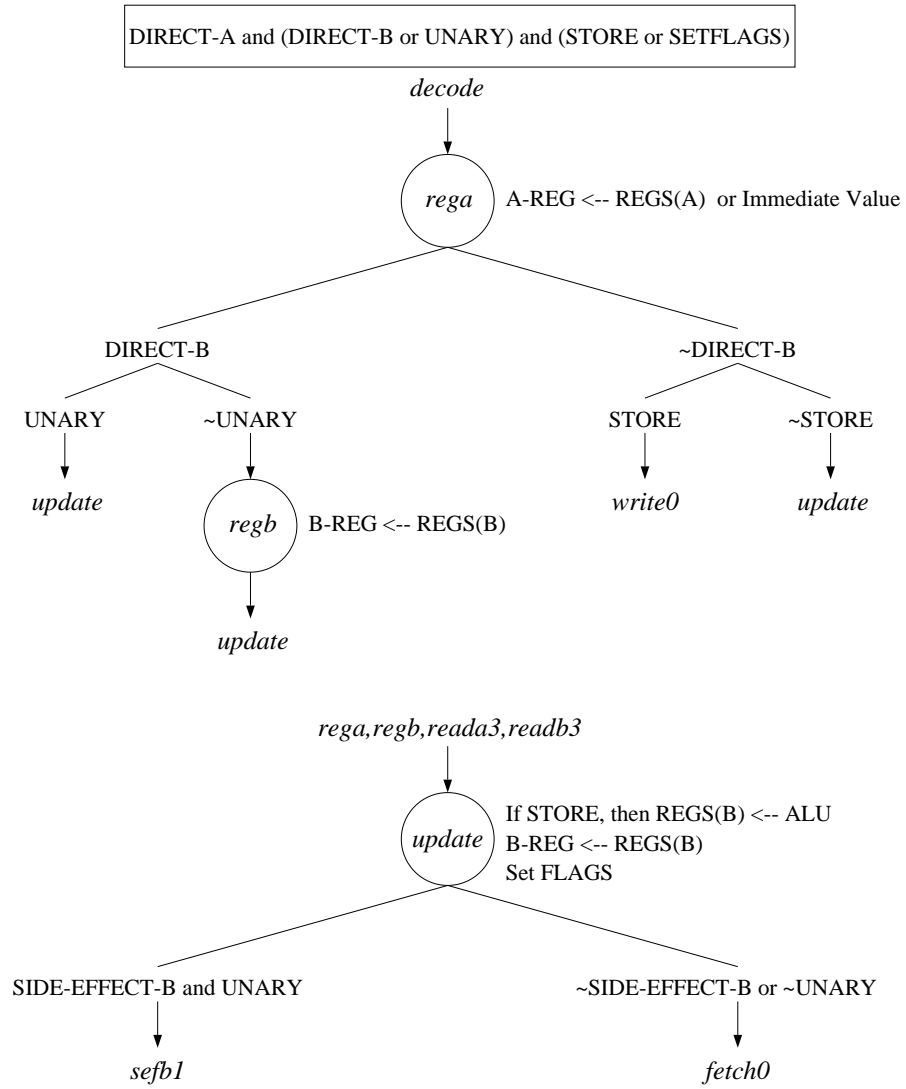 DIRECT-A and (DIRECT-B or UNARY) and (STORE or SETFLAGS)
decode
rega
A-REG <-- REGS(A)  or Immediate Value
DIRECT-B
~DIRECT-B
UNARY
~UNARY
STORE
~STORE
update
regb
B-REG <-- REGS(B)
write0
update
update
rega,regb,reada3,readb3
update
If STORE, then REGS(B) <-- ALU
B-REG <-- REGS(B)
Set FLAGS
SIDE-EFFECT-B and UNARY
~SIDE-EFFECT-B or ~UNARY
sefb1
fetch0